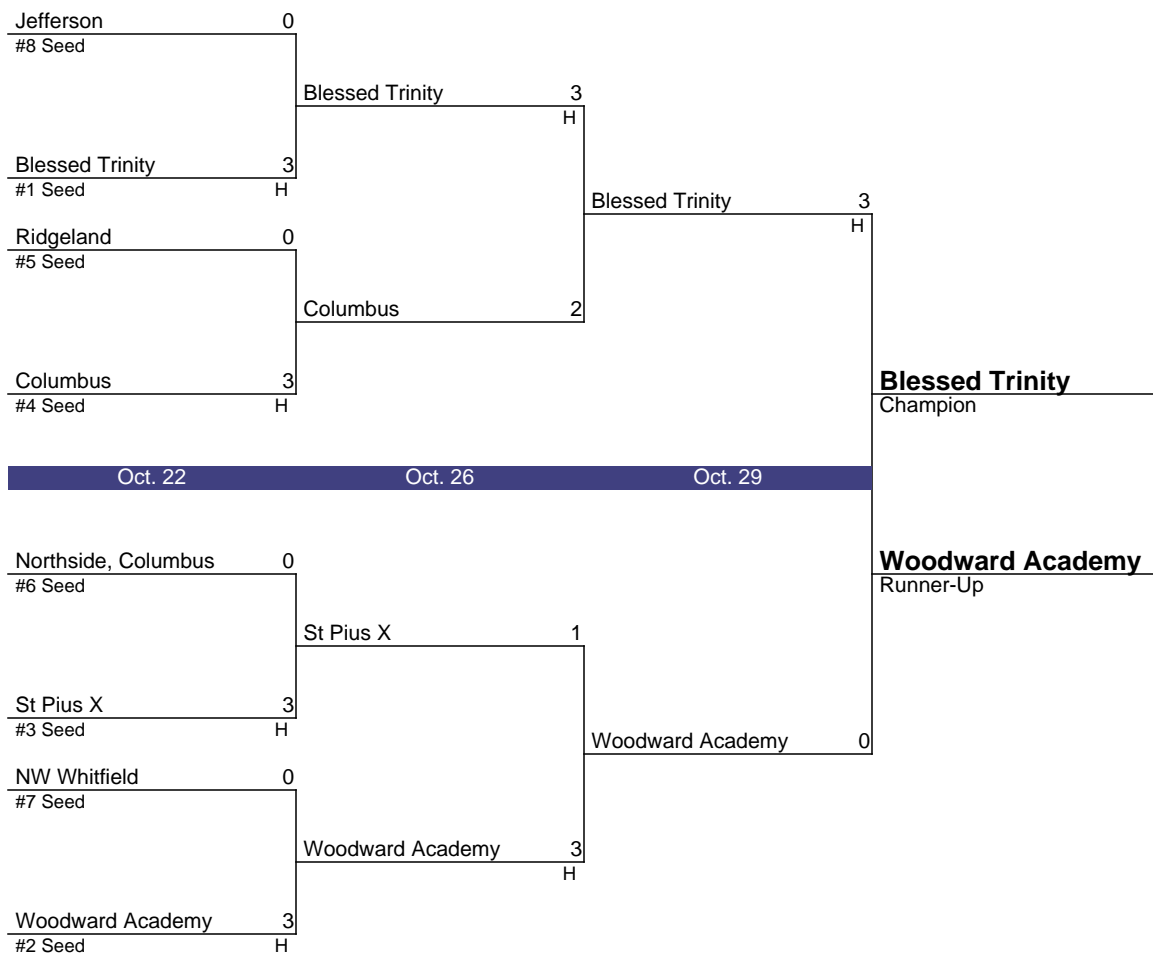 Jefferson 0
#8 Seed
Blessed Trinity 3
H
Blessed Trinity 3
#1 Seed H
Blessed Trinity 3
H
Ridgeland 0
#5 Seed
Columbus 2
Columbus 3
#4 Seed H
Blessed Trinity
Champion
Oct. 22 Oct. 26 Oct. 29
Northside, Columbus 0
#6 Seed
Woodward Academy
Runner-Up
St Pius X 1
St Pius X 3
#3 Seed H
Woodward Academy 0
NW Whitfield 0
#7 Seed
Woodward Academy 3
H
Woodward Academy 3
#2 Seed H